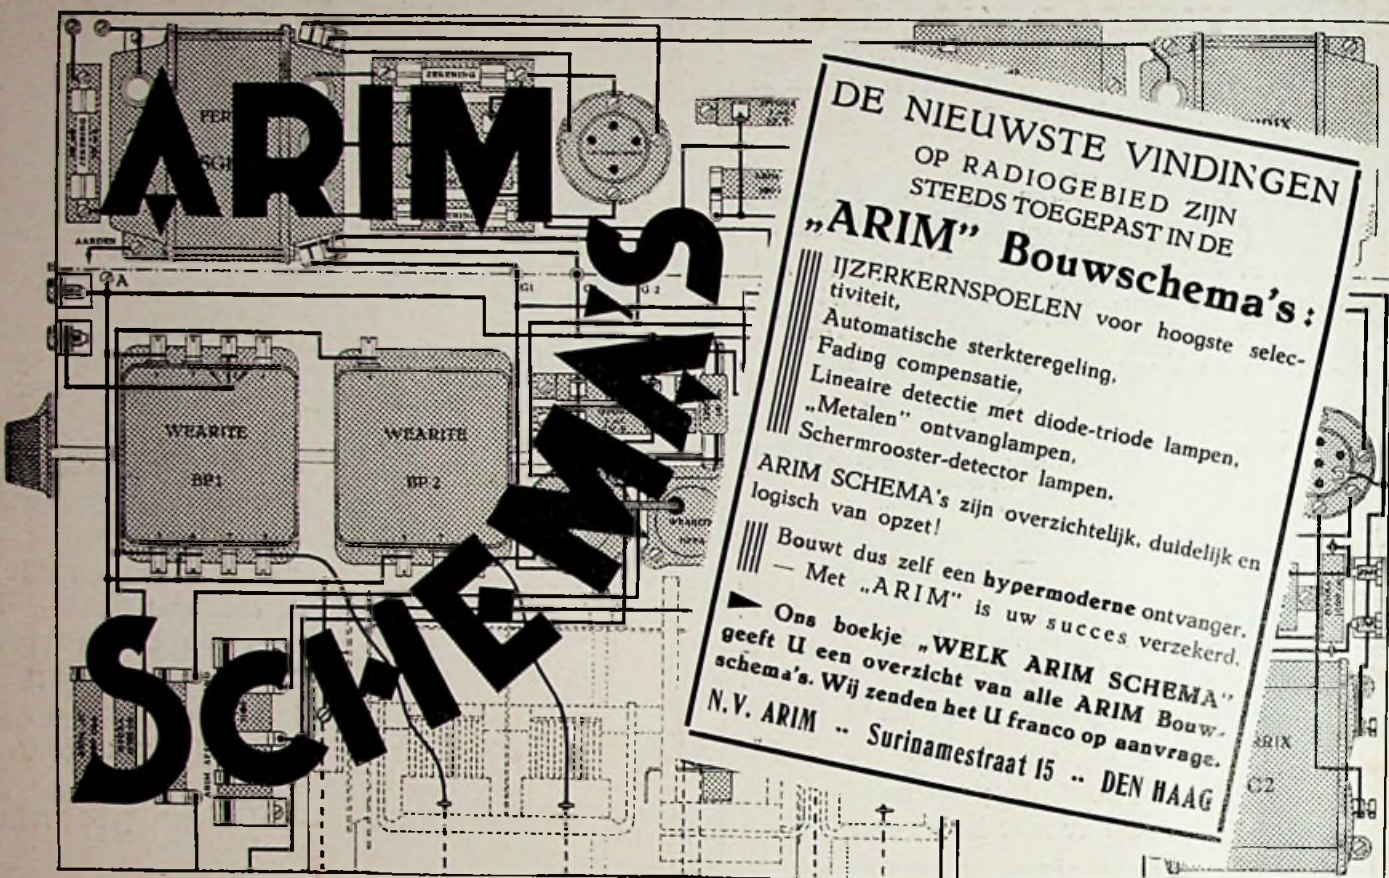 ARIM
SCHEMA'S
ZEKERING
AARDEN
A
G1
G 2
WEARITE
BP1
WEARITE
BP 2
DE NIEUWSTE VINDINGEN
OP RADIOGEBIED ZIJN
STEEDS TOEGEPAST IN DE
„ARIM” Bouwschema's:
IJZERKERNSPOELEN voor hoogste selec-
tiviteit,
Automatische sterkteregeling,
Fading compensatie,
Lineaire detectie met diode-triode lampen,
„Metalen” ontvanglampen,
Schermrooster-detector lampen.
ARIM SCHEMA's zijn overzichtelijk, duidelijk en
logisch van opzet!
Bouwt dus zelf een hypermoderne ontvanger.
— Met „ARIM” is uw succes verzekerd.
Ons boekje „WELK ARIM SCHEMA”
geeft U een overzicht van alle ARIM Bouw-
schema's. Wij zenden het U franco op aanvrage.
N.V. ARIM .. Surinamestraat 15 .. DEN HAAG